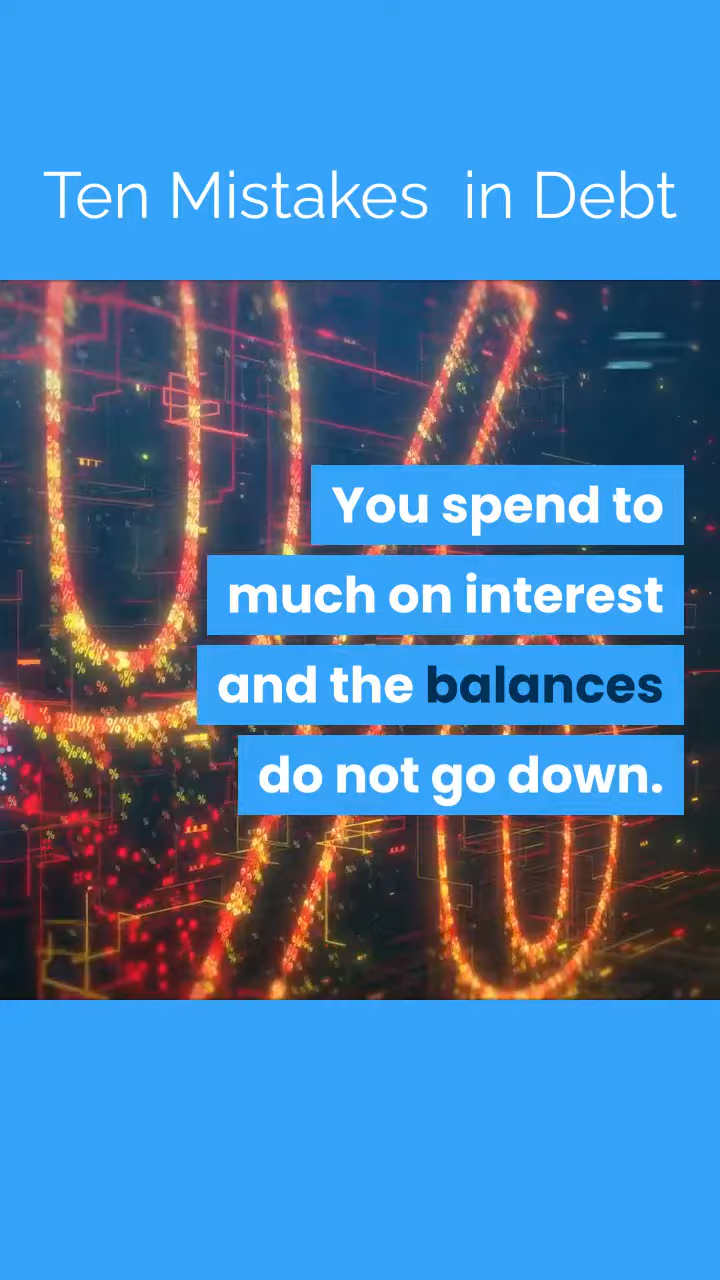 Ten Mistakes  in Debt
You spend to
much on interest
and the balances
do not go down.